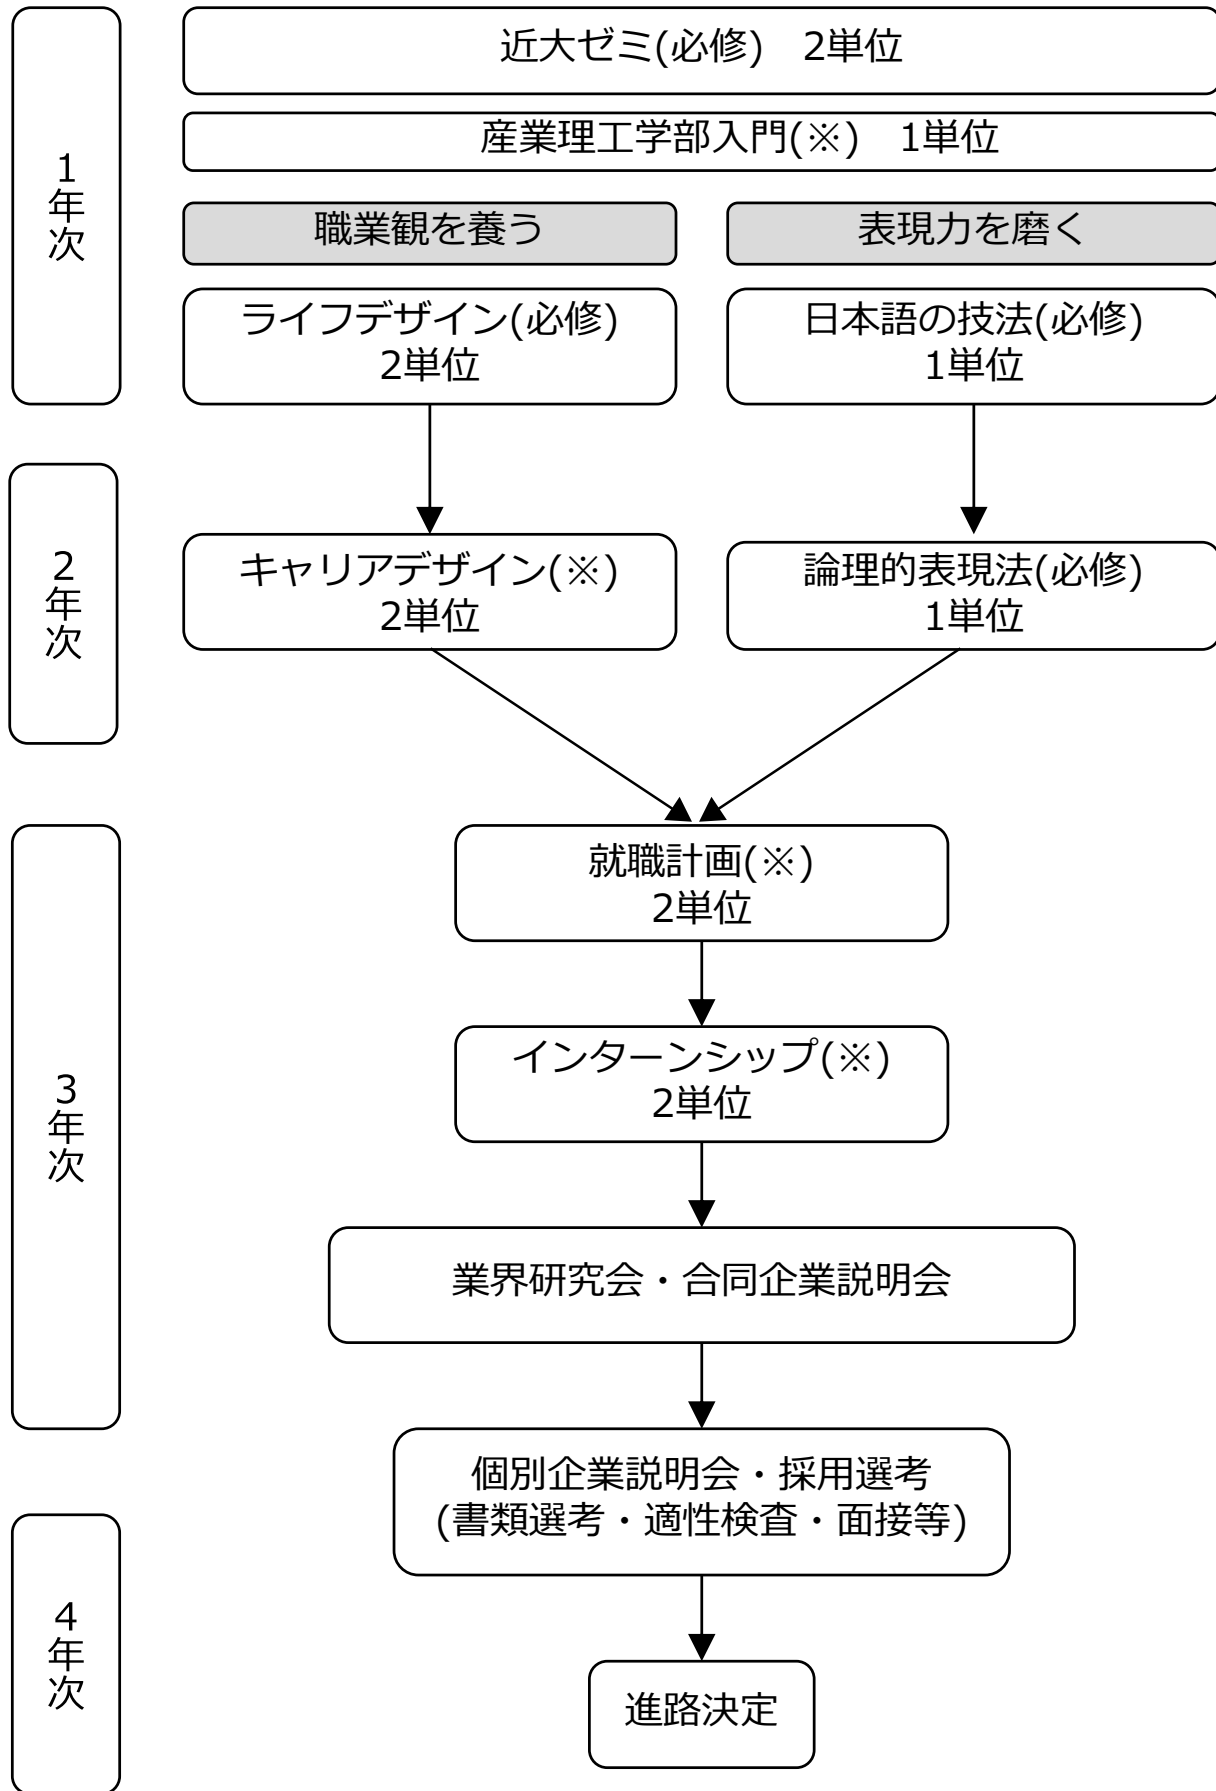 1年次
近大ゼミ(必修)　2単位
産業理工学部入門(※)　1単位
職業観を養う
表現力を磨く
ライフデザイン(必修)
2単位
日本語の技法(必修)
1単位
2年次
キャリアデザイン(※)
2単位
論理的表現法(必修)
1単位
3年次
就職計画(※)
2単位
インターンシップ(※)
2単位
業界研究会・合同企業説明会
個別企業説明会・採用選考
(書類選考・適性検査・面接等)
4年次
進路決定